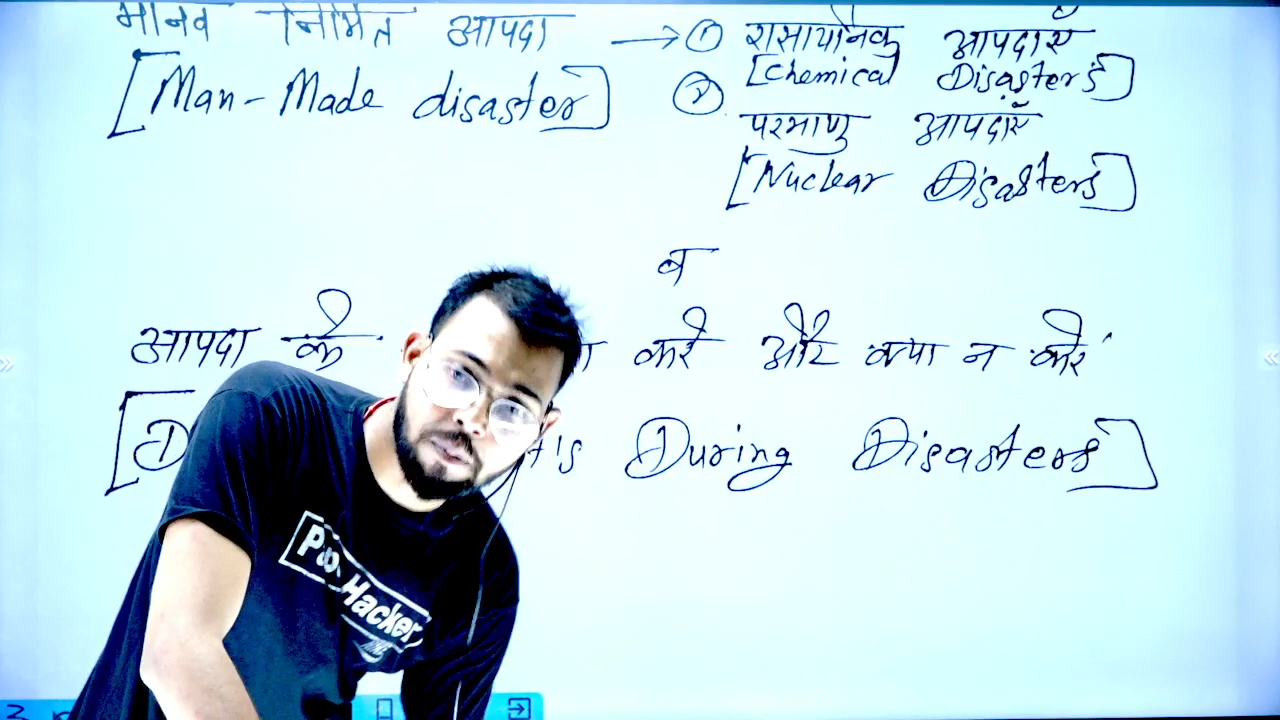 मानव निर्मित आपदा → ① रासायनिक आपदाएँ
[Man-Made disaster] [Chemical Disasters]
②
परमाणु आपदाएँ
[Nuclear Disasters]
व
आपदा के करें और क्या न करें
[D t's During Disasters]
Hacker